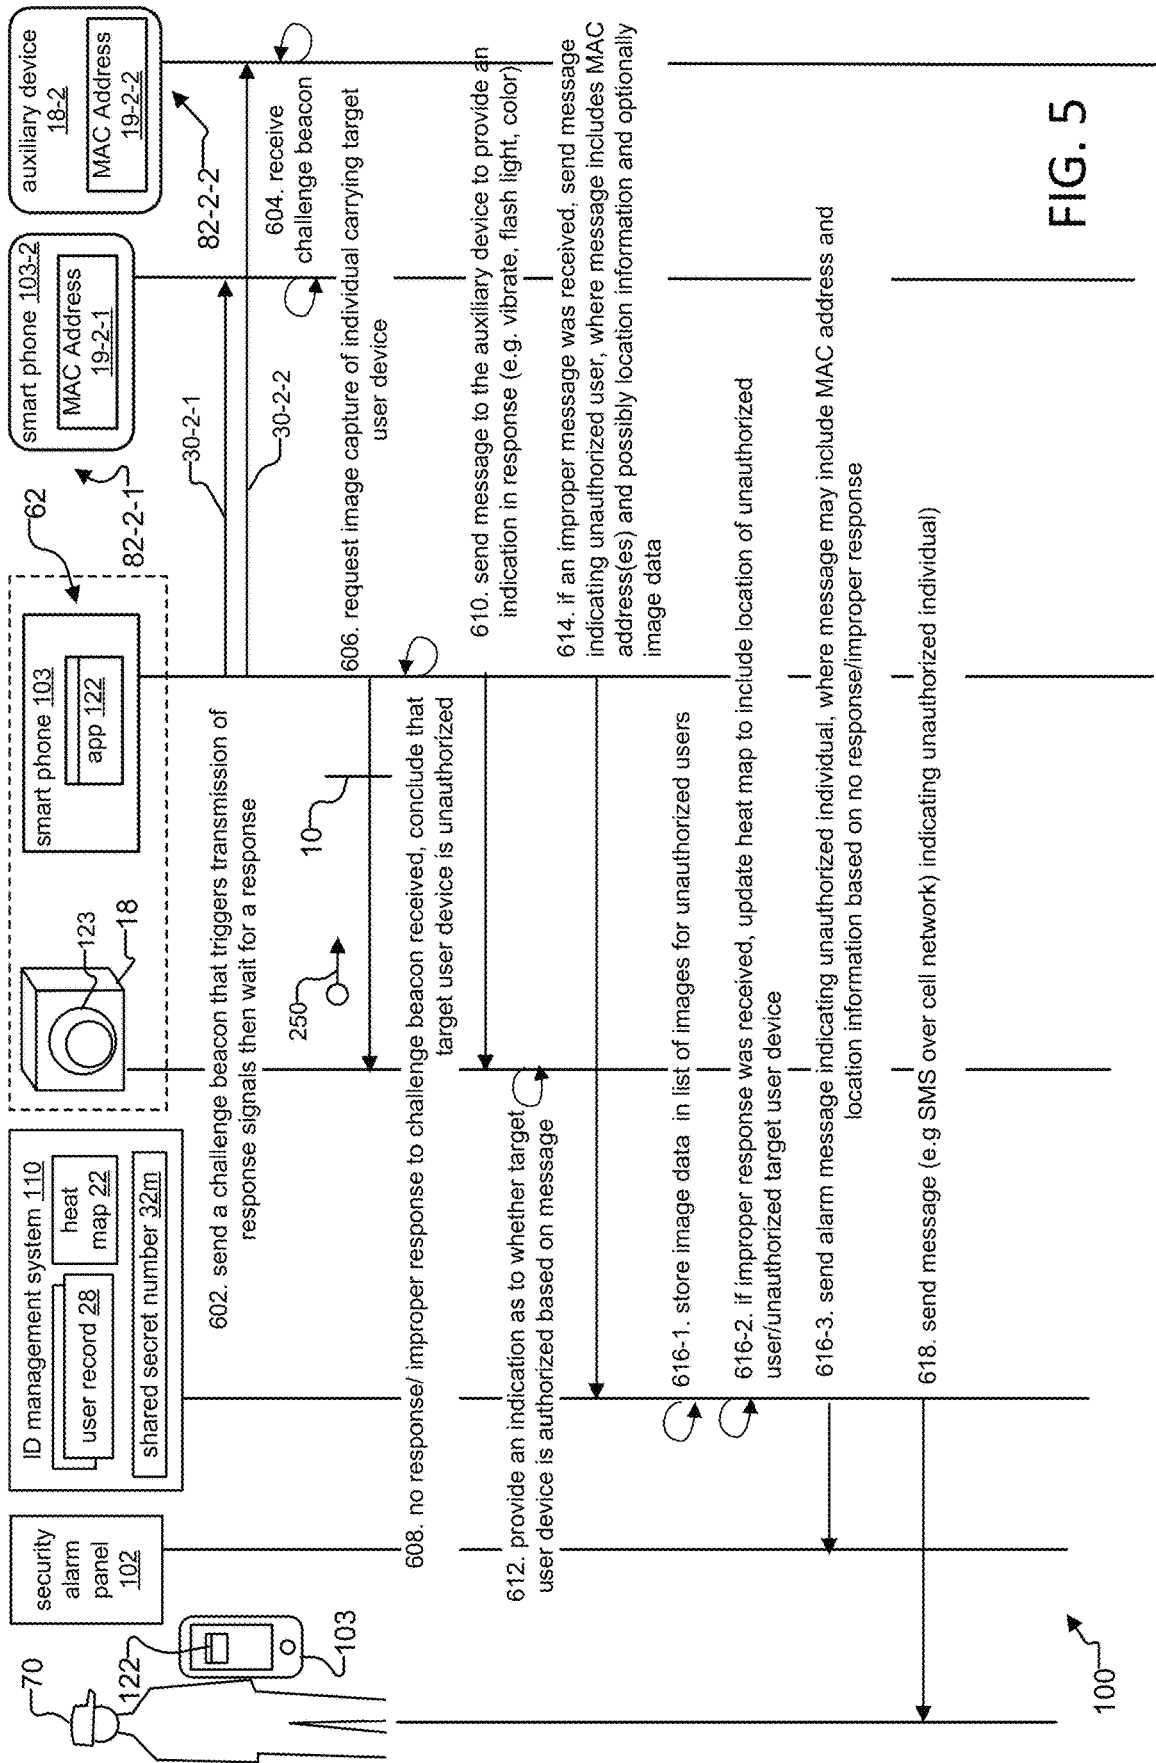 70
122
103
security
alarm
panel
102
ID management system 110
user record 28
heat
map 22
shared secret number 32m
123
18
smart phone 103
app 122
62
82-2-1
smart phone 103-2
MAC Address
19-2-1
82-2-2
auxiliary device
18-2
MAC Address
19-2-2
602. send a challenge beacon that triggers transmission of
response signals then wait for a response
30-2-1
30-2-2
604. receive
challenge beacon
250
10
606. request image capture of individual carrying target
user device
608. no response/ improper response to challenge beacon received, conclude that
target user device is unauthorized
610. send message to the auxiliary device to provide an
indication in response (e.g. vibrate, flash light, color)
612. provide an indication as to whether target
user device is authorized based on message
614. if an improper message was received, send message
indicating unauthorized user, where message includes MAC
address(es) and possibly location information and optionally
image data
616-1. store image data in list of images for unauthorized users
616-2. if improper response was received, update heat map to include location of unauthorized
user/unauthorized target user device
616-3. send alarm message indicating unauthorized individual, where message may include MAC address and
location information based on no response/improper response
618. send message (e.g SMS over cell network) indicating unauthorized individual)
100
FIG. 5